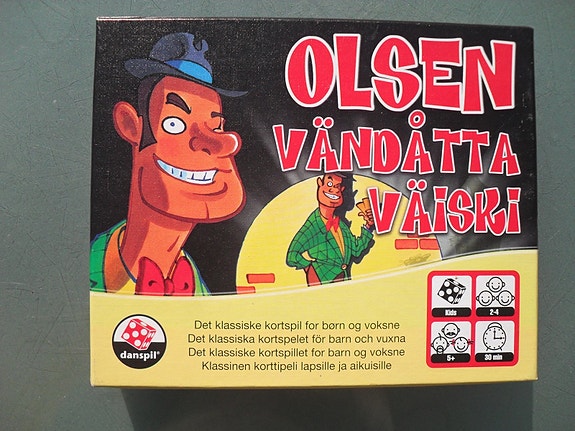 OLSEN
VÄNDÅTTA
VÄISKI
Det klassiske kortspil for børn og voksne
Det klassiska kortspelet för barn och vuxna
Det klassiske kortspillet for barn og voksne
Klassinen korttipeli lapsille ja aikuisille
danspil®
Kids
2-4
5+
30 min